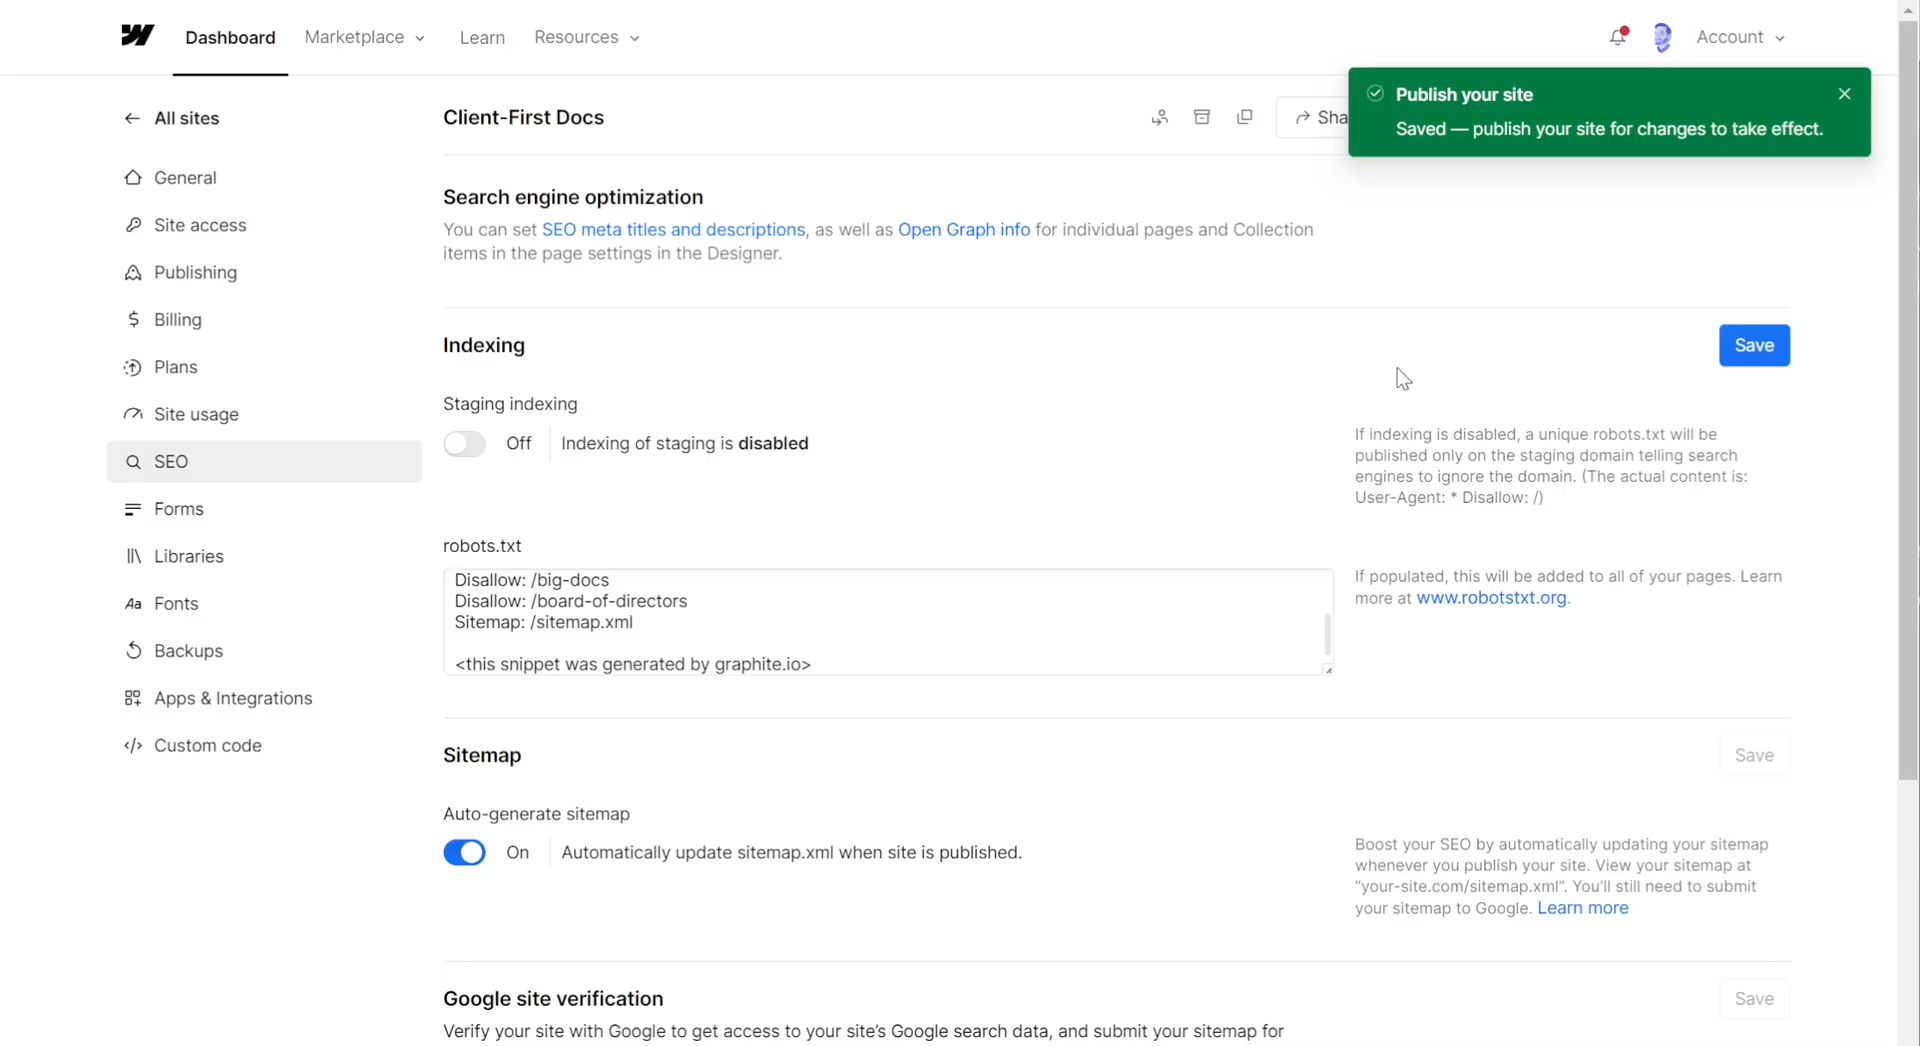 Dashboard
Marketplace
Learn
Resources
Account
Publish your site
Saved — publish your site for changes to take effect.
All sites
General
Site access
Publishing
Billing
Plans
Site usage
SEO
Forms
Libraries
Aa Fonts
Backups
Apps & Integrations
</> Custom code
Client-First Docs
Sha
Search engine optimization
You can set SEO meta titles and descriptions, as well as Open Graph info for individual pages and Collection
items in the page settings in the Designer.
Indexing
Save
Staging indexing
Off
Indexing of staging is disabled
If indexing is disabled, a unique robots.txt will be
published only on the staging domain telling search
engines to ignore the domain. (The actual content is:
User-Agent: * Disallow: /)
robots.txt
Disallow: /big-docs
Disallow: /board-of-directors
Sitemap: /sitemap.xml
<this snippet was generated by graphite.io>
If populated, this will be added to all of your pages. Learn
more at www.robotstxt.org.
Sitemap
Save
Auto-generate sitemap
On
Automatically update sitemap.xml when site is published.
Boost your SEO by automatically updating your sitemap
whenever you publish your site. View your sitemap at
“your-site.com/sitemap.xml”. You'll still need to submit
your sitemap to Google. Learn more
Google site verification
Save
Verify your site with Google to get access to your site’s Google search data, and submit your sitemap for